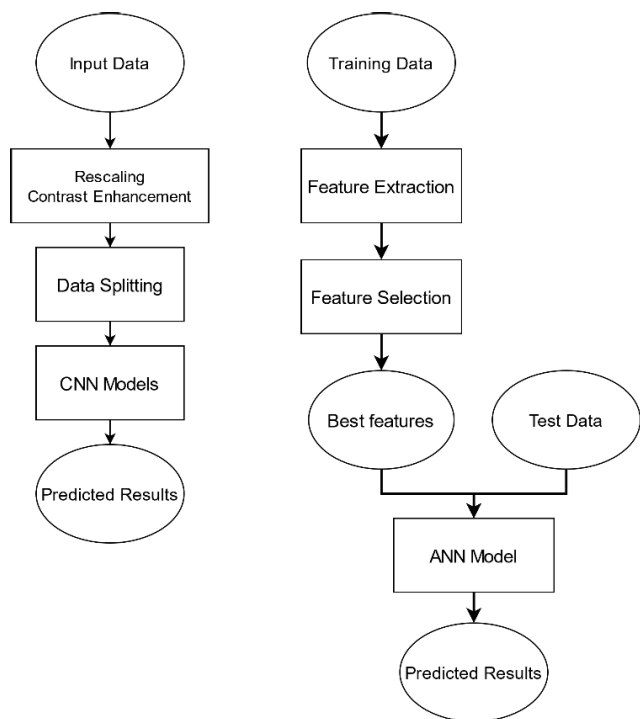 Input Data
Rescaling
Contrast Enhancement
Data Splitting
CNN Models
Predicted Results
Training Data
Feature Extraction
Feature Selection
Best features
Test Data
ANN Model
Predicted Results